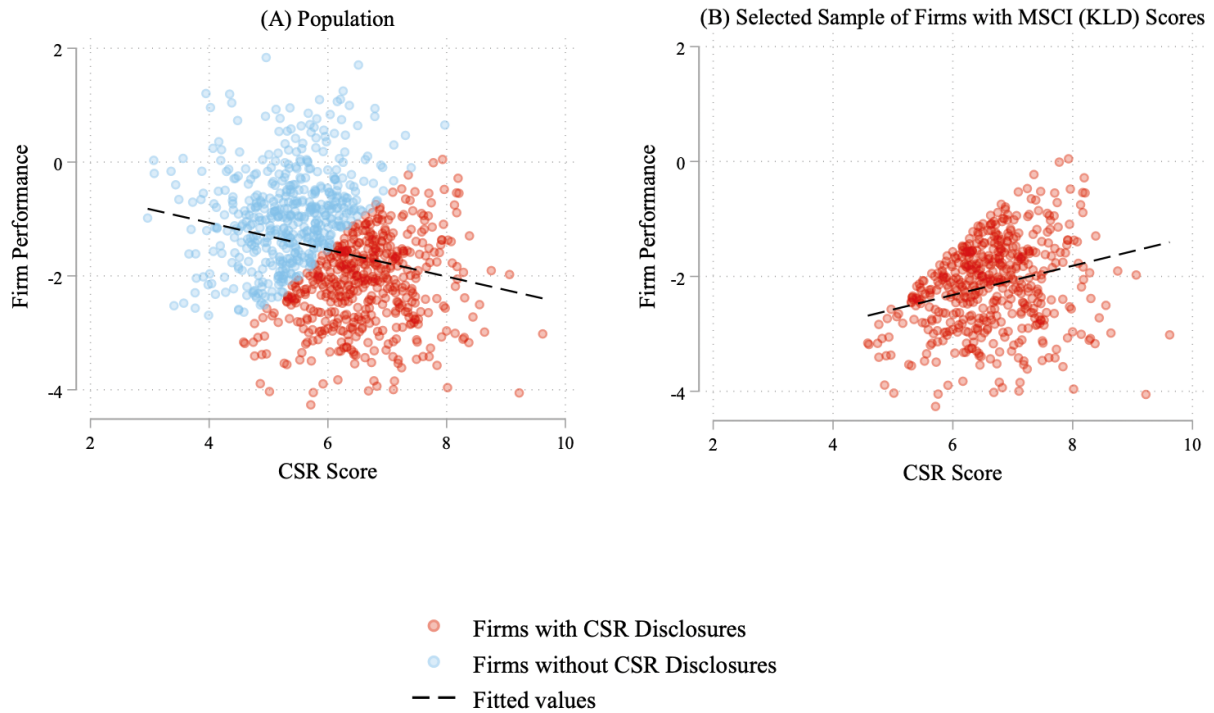 (A) Population
2
0
-2
-4
Firm Performance
2 4 6 8 10
CSR Score
(B) Selected Sample of Firms with MSCI (KLD) Scores
2
0
-2
-4
Firm Performance
2 4 6 8 10
CSR Score
Firms with CSR Disclosures
Firms without CSR Disclosures
Fitted values